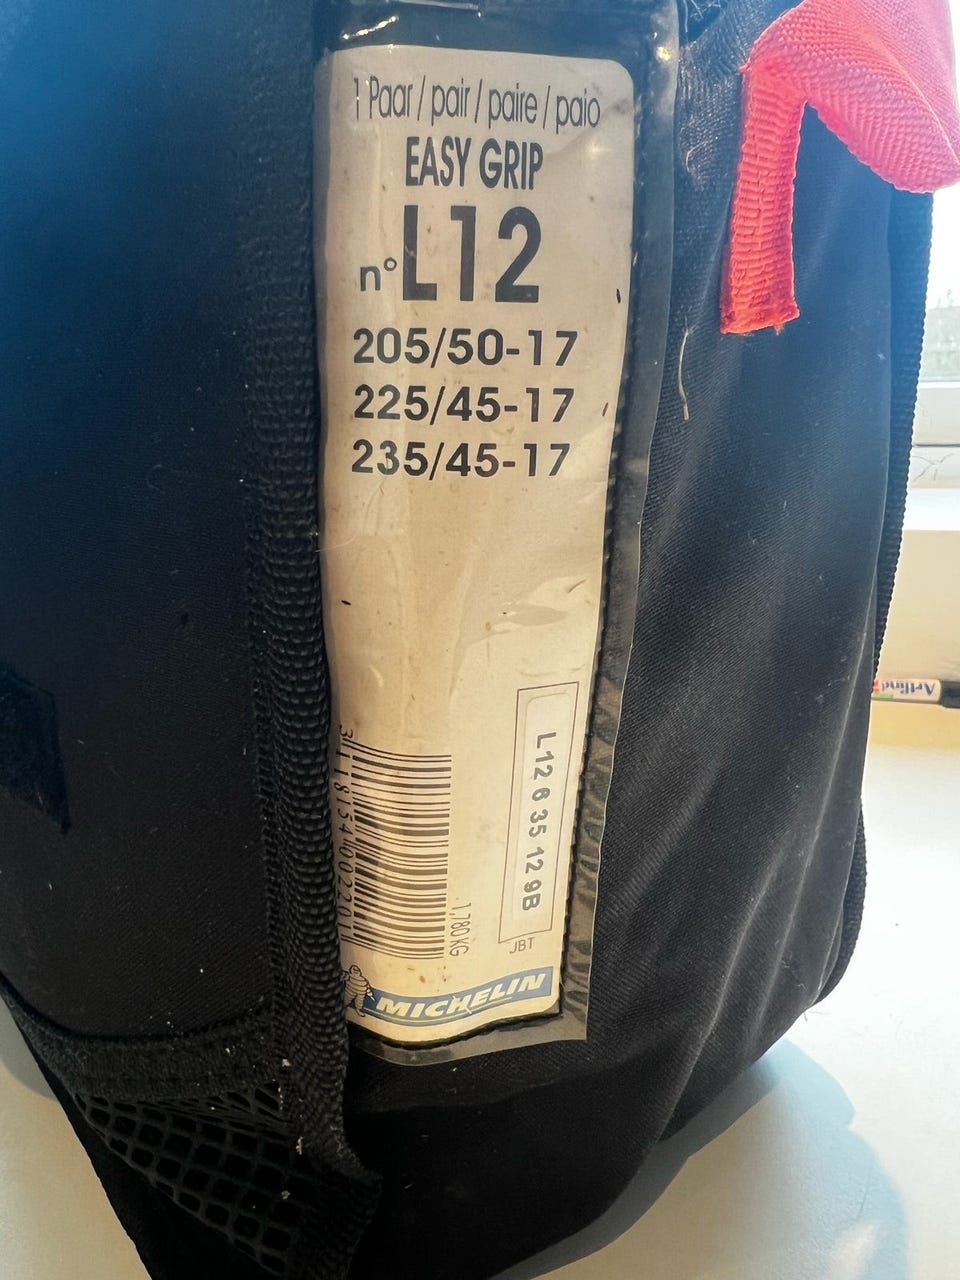 1 Paar / pair / paire / paio
EASY GRIP
n° L12
205/50-17
225/45-17
235/45-17
L12 6 35 12 9B
JBT
1,780 KG
MICHELIN
Artline